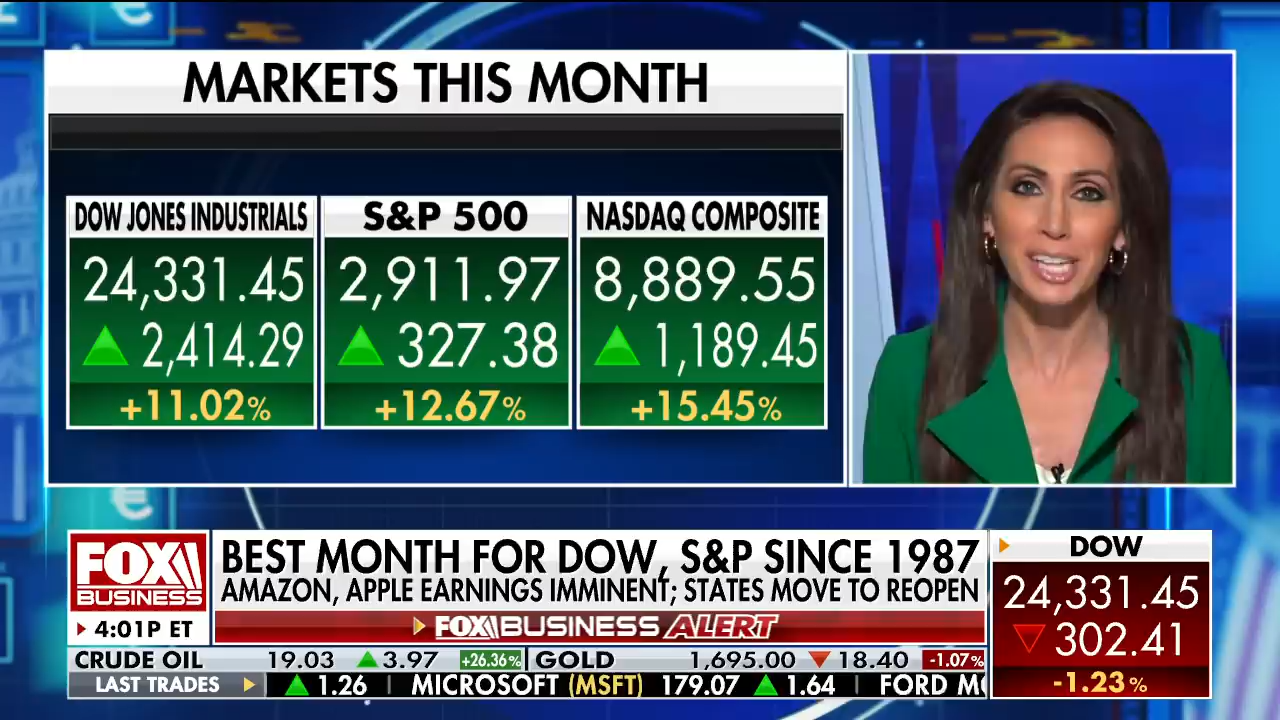 MARKETS THIS MONTH
DOW JONES INDUSTRIALS
24,331.45
2,414.29
+11.02%
S&P 500
2,911.97
327.38
+12.67%
NASDAQ COMPOSITE
8,889.55
1,189.45
+15.45%
FOX BUSINESS
4:01P ET
BEST MONTH FOR DOW, S&P SINCE 1987
AMAZON, APPLE EARNINGS IMMINENT; STATES MOVE TO REOPEN
FOX BUSINESS ALERT
DOW
24,331.45
302.41
-1.23%
CRUDE OIL 19.03 3.97 +26.36% GOLD 1,695.00 18.40 -1.07%
LAST TRADES 1.26 MICROSOFT (MSFT) 179.07 1.64 FORD